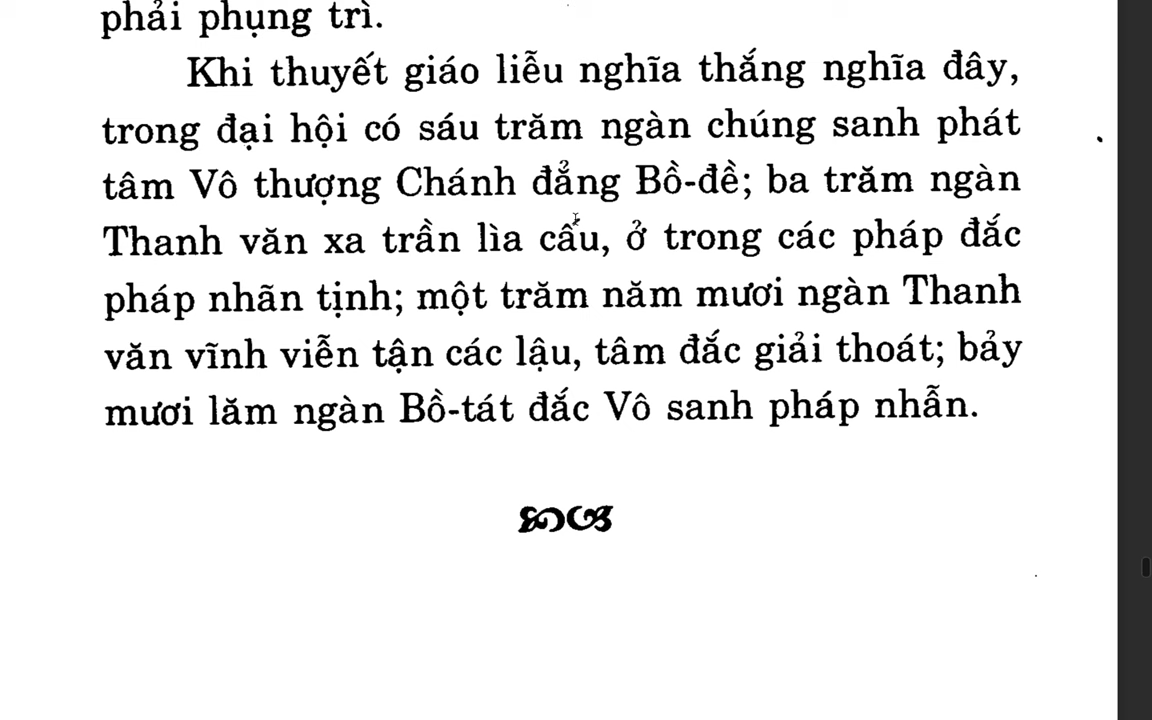 phải phụng trì.
Khi thuyết giáo liễu nghĩa thắng nghĩa đây,
trong đại hội có sáu trăm ngàn chúng sanh phát
tâm Vô thượng Chánh đẳng Bồ-đề; ba trăm ngàn
Thanh văn xa trần lìa cấu, ở trong các pháp đắc
pháp nhãn tịnh; một trăm năm mươi ngàn Thanh
văn vĩnh viễn tận các lậu, tâm đắc giải thoát; bảy
mươi lăm ngàn Bồ-tát đắc Vô sanh pháp nhẫn.